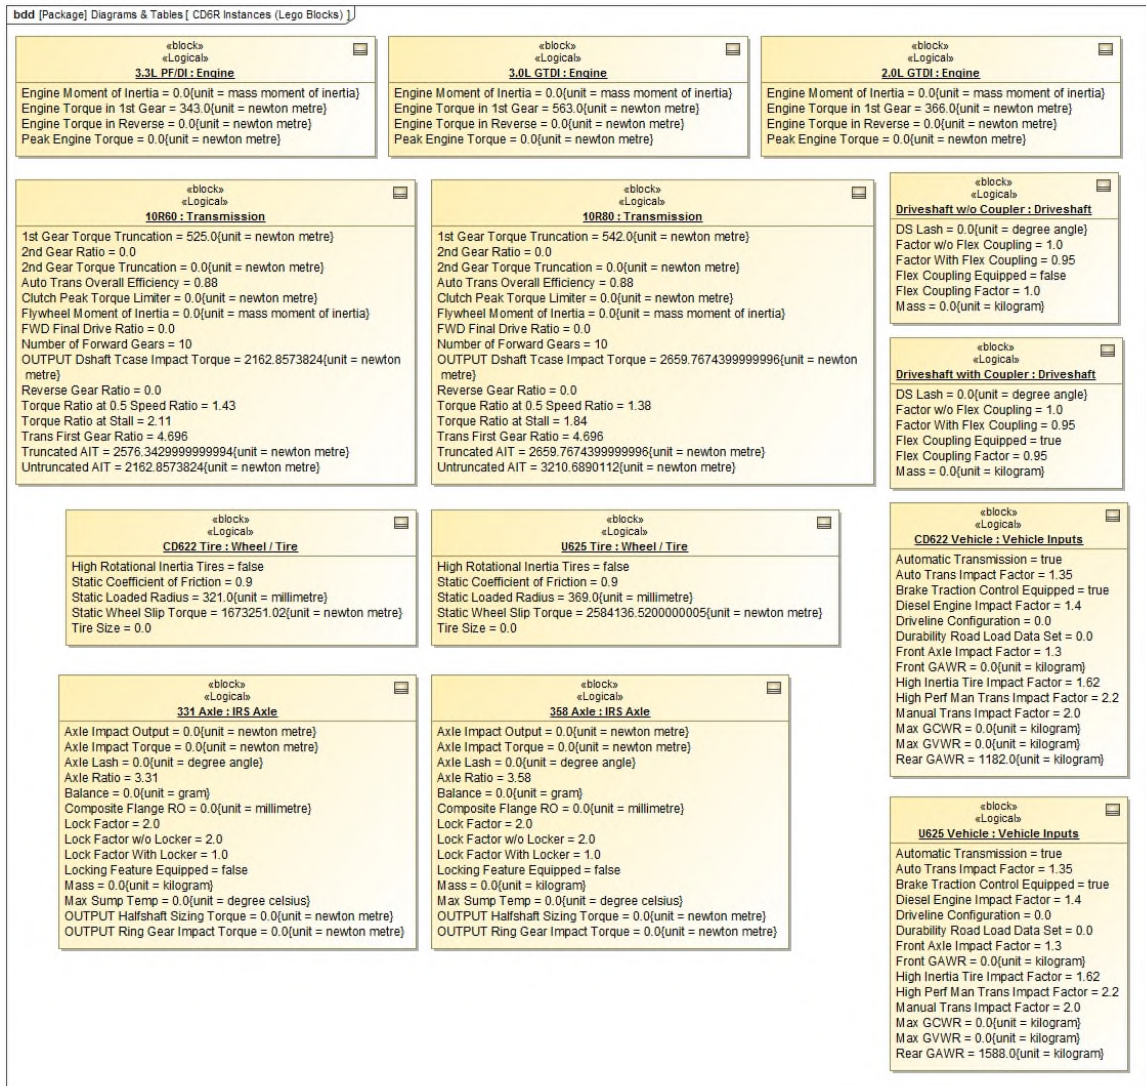 bdd [Package] Diagrams & Tables [ CD6R Instances (Lego Blocks) ]
«block»
«Logical»
3.3L PF/DI : Engine
Engine Moment of Inertia = 0.0{unit = mass moment of inertia}
Engine Torque in 1st Gear = 343.0{unit = newton metre}
Engine Torque in Reverse = 0.0{unit = newton metre}
Peak Engine Torque = 0.0{unit = newton metre}
«block»
«Logical»
3.0L GTDI : Engine
Engine Moment of Inertia = 0.0{unit = mass moment of inertia}
Engine Torque in 1st Gear = 563.0{unit = newton metre}
Engine Torque in Reverse = 0.0{unit = newton metre}
Peak Engine Torque = 0.0{unit = newton metre}
«block»
«Logical»
2.0L GTDI : Engine
Engine Moment of Inertia = 0.0{unit = mass moment of inertia}
Engine Torque in 1st Gear = 366.0{unit = newton metre}
Engine Torque in Reverse = 0.0{unit = newton metre}
Peak Engine Torque = 0.0{unit = newton metre}
«block»
«Logical»
10R60 : Transmission
1st Gear Torque Truncation = 525.0{unit = newton metre}
2nd Gear Ratio = 0.0
2nd Gear Torque Truncation = 0.0{unit = newton metre}
Auto Trans Overall Efficiency = 0.88
Clutch Peak Torque Limiter = 0.0{unit = newton metre}
Flywheel Moment of Inertia = 0.0{unit = mass moment of inertia}
FWD Final Drive Ratio = 0.0
Number of Forward Gears = 10
OUTPUT Dshaft Tcase Impact Torque = 2162.8573824{unit = newton
metre}
Reverse Gear Ratio = 0.0
Torque Ratio at 0.5 Speed Ratio = 1.43
Torque Ratio at Stall = 2.11
Trans First Gear Ratio = 4.696
Truncated AIT = 2576.3429999999994{unit = newton metre}
Untruncated AIT = 2162.8573824{unit = newton metre}
«block»
«Logical»
10R80 : Transmission
1st Gear Torque Truncation = 542.0{unit = newton metre}
2nd Gear Ratio = 0.0
2nd Gear Torque Truncation = 0.0{unit = newton metre}
Auto Trans Overall Efficiency = 0.88
Clutch Peak Torque Limiter = 0.0{unit = newton metre}
Flywheel Moment of Inertia = 0.0{unit = mass moment of inertia}
FWD Final Drive Ratio = 0.0
Number of Forward Gears = 10
OUTPUT Dshaft Tcase Impact Torque = 2659.7674399999996{unit = newton
metre}
Reverse Gear Ratio = 0.0
Torque Ratio at 0.5 Speed Ratio = 1.38
Torque Ratio at Stall = 1.84
Trans First Gear Ratio = 4.696
Truncated AIT = 2659.7674399999996{unit = newton metre}
Untruncated AIT = 3210.6890112{unit = newton metre}
«block»
«Logical»
Driveshaft w/o Coupler : Driveshaft
DS Lash = 0.0{unit = degree angle}
Factor w/o Flex Coupling = 1.0
Factor With Flex Coupling = 0.95
Flex Coupling Equipped = false
Flex Coupling Factor = 1.0
Mass = 0.0{unit = kilogram}
«block»
«Logical»
Driveshaft with Coupler : Driveshaft
DS Lash = 0.0{unit = degree angle}
Factor w/o Flex Coupling = 1.0
Factor With Flex Coupling = 0.95
Flex Coupling Equipped = true
Flex Coupling Factor = 0.95
Mass = 0.0{unit = kilogram}
«block»
«Logical»
CD622 Tire : Wheel / Tire
High Rotational Inertia Tires = false
Static Coefficient of Friction = 0.9
Static Loaded Radius = 321.0{unit = millimetre}
Static Wheel Slip Torque = 1673251.02{unit = newton metre}
Tire Size = 0.0
«block»
«Logical»
U625 Tire : Wheel / Tire
High Rotational Inertia Tires = false
Static Coefficient of Friction = 0.9
Static Loaded Radius = 369.0{unit = millimetre}
Static Wheel Slip Torque = 2584136.5200000005{unit = newton metre}
Tire Size = 0.0
«block»
«Logical»
CD622 Vehicle : Vehicle Inputs
Automatic Transmission = true
Auto Trans Impact Factor = 1.35
Brake Traction Control Equipped = true
Diesel Engine Impact Factor = 1.4
Driveline Configuration = 0.0
Durability Road Load Data Set = 0.0
Front Axle Impact Factor = 1.3
Front GAWR = 0.0{unit = kilogram}
High Inertia Tire Impact Factor = 1.62
High Perf Man Trans Impact Factor = 2.2
Manual Trans Impact Factor = 2.0
Max GCWR = 0.0{unit = kilogram}
Max GVWR = 0.0{unit = kilogram}
Rear GAWR = 1182.0{unit = kilogram}
«block»
«Logical»
331 Axle : IRS Axle
Axle Impact Output = 0.0{unit = newton metre}
Axle Impact Torque = 0.0{unit = newton metre}
Axle Lash = 0.0{unit = degree angle}
Axle Ratio = 3.31
Balance = 0.0{unit = gram}
Composite Flange RO = 0.0{unit = millimetre}
Lock Factor = 2.0
Lock Factor w/o Locker = 2.0
Lock Factor With Locker = 1.0
Locking Feature Equipped = false
Mass = 0.0{unit = kilogram}
Max Sump Temp = 0.0{unit = degree celsius}
OUTPUT Halfshaft Sizing Torque = 0.0{unit = newton metre}
OUTPUT Ring Gear Impact Torque = 0.0{unit = newton metre}
«block»
«Logical»
358 Axle : IRS Axle
Axle Impact Output = 0.0{unit = newton metre}
Axle Impact Torque = 0.0{unit = newton metre}
Axle Lash = 0.0{unit = degree angle}
Axle Ratio = 3.58
Balance = 0.0{unit = gram}
Composite Flange RO = 0.0{unit = millimetre}
Lock Factor = 2.0
Lock Factor w/o Locker = 2.0
Lock Factor With Locker = 1.0
Locking Feature Equipped = false
Mass = 0.0{unit = kilogram}
Max Sump Temp = 0.0{unit = degree celsius}
OUTPUT Halfshaft Sizing Torque = 0.0{unit = newton metre}
OUTPUT Ring Gear Impact Torque = 0.0{unit = newton metre}
«block»
«Logical»
U625 Vehicle : Vehicle Inputs
Automatic Transmission = true
Auto Trans Impact Factor = 1.35
Brake Traction Control Equipped = true
Diesel Engine Impact Factor = 1.4
Driveline Configuration = 0.0
Durability Road Load Data Set = 0.0
Front Axle Impact Factor = 1.3
Front GAWR = 0.0{unit = kilogram}
High Inertia Tire Impact Factor = 1.62
High Perf Man Trans Impact Factor = 2.2
Manual Trans Impact Factor = 2.0
Max GCWR = 0.0{unit = kilogram}
Max GVWR = 0.0{unit = kilogram}
Rear GAWR = 1588.0{unit = kilogram}